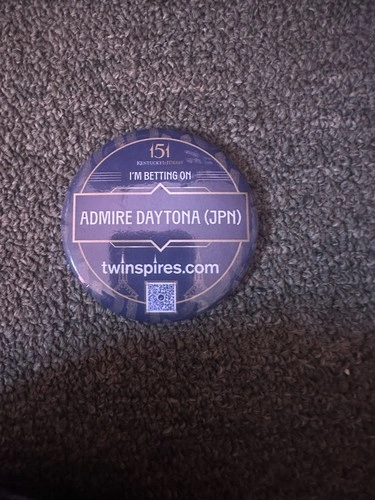 151
KENTUCKY DERBY
I'M BETTING ON
ADMIRE DAYTONA (JPN)
twinspires.com